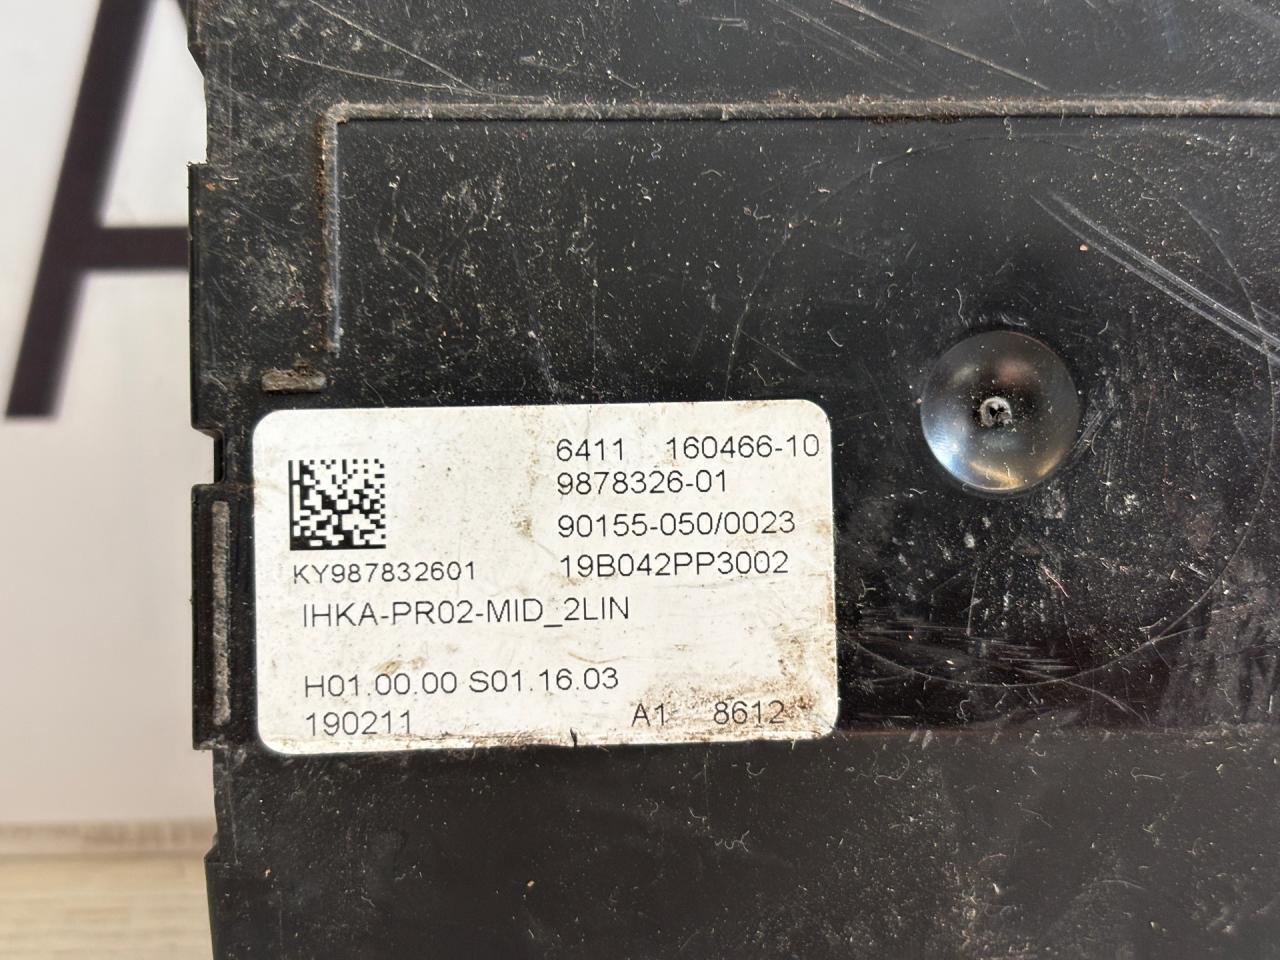 A
6411 160466-10
9878326-01
90155-050/0023
19B042PP3002
KY987832601
IHKA-PR02-MID_2LIN
H01.00.00 S01.16.03
190211 A1 8612